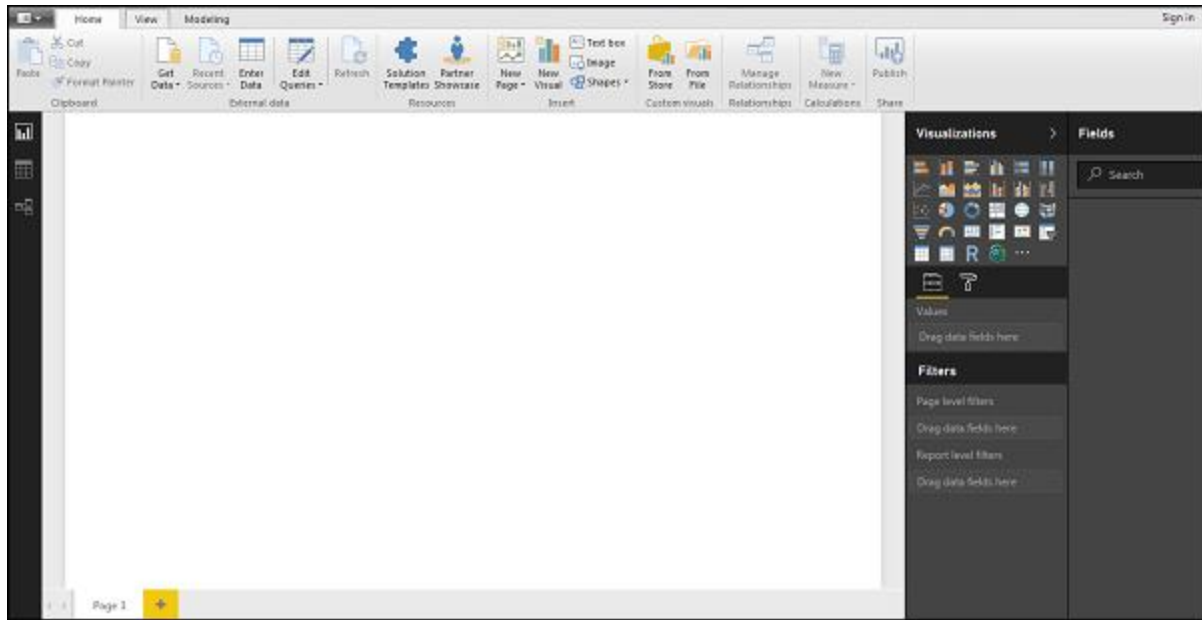 Home View Modeling Sign in
Paste
Cut
Copy
Format Painter
Clipboard
Get Data
Recent Sources
Enter Data
Edit Queries
Refresh
External data
Solution Templates
Partner Showcase
Resources
New Page
New Visual
Text box
Image
Shapes
Insert
From Store
From File
Custom visuals
Manage Relationships
Relationships
New Measure
Calculations
Publish
Share
Visualizations
R
Values
Drag data fields here
Filters
Page level filters
Drag data fields here
Report level filters
Drag data fields here
Fields
Search
Page 1